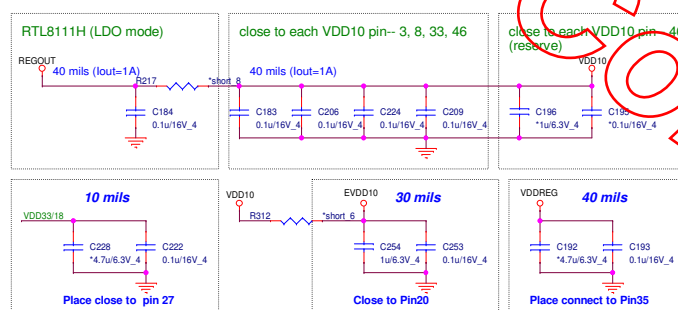 RTL8111H (LDO mode)
close to each VDD10 pin-- 3, 8, 33, 46
close to each VDD10 pin-- 46
(reserve)
REGOUT
40 mils (Iout=1A)
R217
*short_8
40 mils (Iout=1A)
VDD10
C184
0.1u/16V_4
C183
0.1u/16V_4
C206
0.1u/16V_4
C224
0.1u/16V_4
C209
0.1u/16V_4
C196
*1u/6.3V_4
C195
*0.1u/16V_4
10 mils
VDD33/18
C228
*4.7u/6.3V_4
C222
0.1u/16V_4
Place close to pin 27
VDD10
R312
*short_6
EVDD10
30 mils
C254
1u/6.3V_4
C253
0.1u/16V_4
Close to Pin20
VDDREG
40 mils
C192
*4.7u/6.3V_4
C193
0.1u/16V_4
Place connect to Pin35